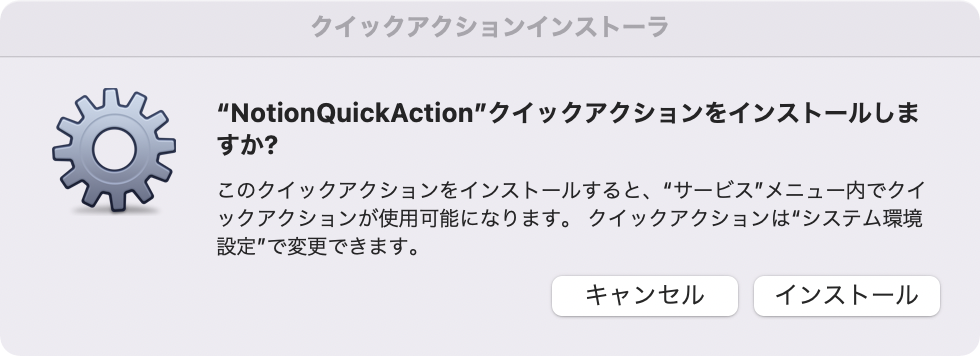 クイックアクションインストーラ
“NotionQuickAction”クイックアクションをインストールしま
すか?
このクイックアクションをインストールすると、“サービス”メニュー内でクイ
ックアクションが使用可能になります。 クイックアクションは“システム環境
設定”で変更できます。
キャンセル
インストール